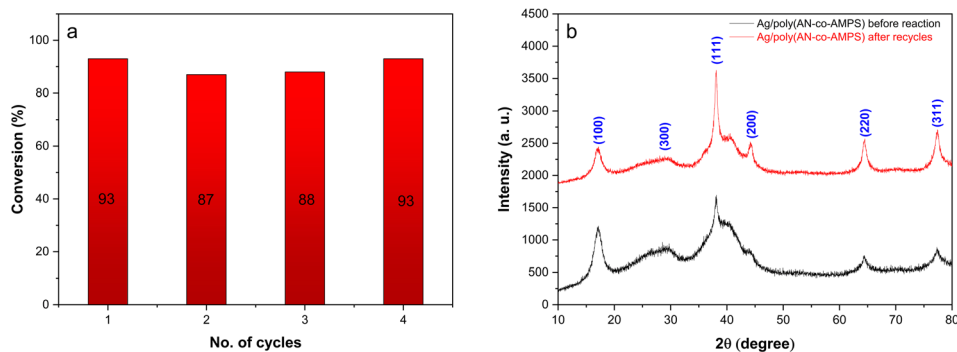 a
100
80
60
40
20
0
Conversion (%)
93
87
88
93
1 2 3 4
No. of cycles
b
Ag/poly(AN-co-AMPS) before reaction
Ag/poly(AN-co-AMPS) after recycles
4500
4000
3500
3000
2500
2000
1500
1000
500
0
Intensity (a. u.)
(100)
(300)
(111)
(200)
(220)
(311)
10 20 30 40 50 60 70 80
2θ (degree)